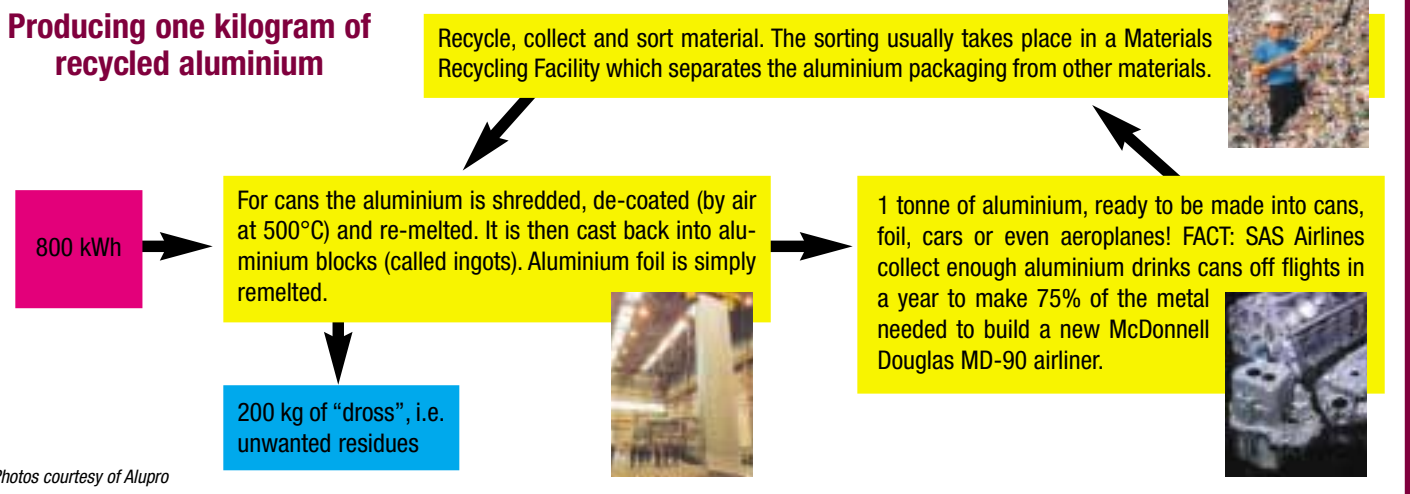 Producing one kilogram of
recycled aluminium
Recycle, collect and sort material. The sorting usually takes place in a Materials
Recycling Facility which separates the aluminium packaging from other materials.
800 kWh
For cans the aluminium is shredded, de-coated (by air
at 500°C) and re-melted. It is then cast back into alu-
minium blocks (called ingots). Aluminium foil is simply
remelted.
1 tonne of aluminium, ready to be made into cans,
foil, cars or even aeroplanes! FACT: SAS Airlines
collect enough aluminium drinks cans off flights in
a year to make 75% of the metal
needed to build a new McDonnell
Douglas MD-90 airliner.
200 kg of “dross”, i.e.
unwanted residues
Photos courtesy of Alupro